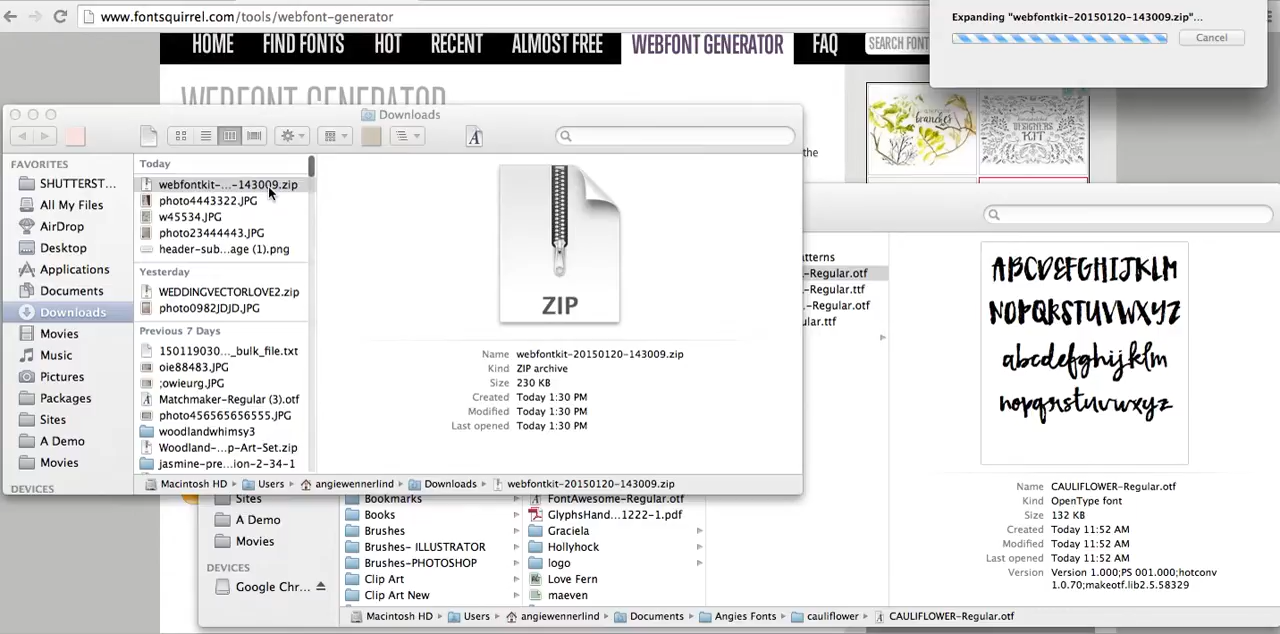 www.fontsquirrel.com/tools/webfont-generator
Expanding "webfontkit-20150120-143009.zip"...
Cancel
HOME FIND FONTS HOT RECENT ALMOST FREE WEBFONT GENERATOR FAQ SEARCH FONT
WEBFONT GENERATOR
branches
DESIGNERS
KIT
the
Downloads
FAVORITES
SHUTTERST...
All My Files
AirDrop
Desktop
Applications
Documents
Downloads
Movies
Music
Pictures
Packages
Sites
A Demo
Movies
DEVICES
Today
webfontkit-...-143009.zip
photo4443322.JPG
w45534.JPG
photo23444443.JPG
header-sub...age (1).png
Yesterday
WEDDINGVECTORLOVE2.zip
photo0982JDJD.JPG
Previous 7 Days
150119030..._bulk_file.txt
oie88483.JPG
;owieurg.JPG
Matchmaker-Regular (3).otf
photo456565656555.JPG
woodlandwhimsy3
Woodland-...p-Art-Set.zip
jasmine-pre...ion-2-34-1
ZIP
Name webfontkit-20150120-143009.zip
Kind ZIP archive
Size 230 KB
Created Today 1:30 PM
Modified Today 1:30 PM
Last opened Today 1:30 PM
Macintosh HD Users angiewennerlind Downloads webfontkit-20150120-143009.zip
tterns
-Regular.otf
-Regular.ttf
-Regular.otf
ular.ttf
ABCDEFGHIJKLM
NOPQRSTUVWXYZ
abcdefghijklm
nopqrstuvwxyz
Name CAULIFLOWER-Regular.otf
Kind OpenType font
Size 132 KB
Created Today 11:52 AM
Modified Today 11:52 AM
Last opened Today 11:52 AM
Version Version 1.000;PS 001.000;hotconv
1.0.70;makeotf.lib2.5.58329
Sites
A Demo
Movies
DEVICES
Google Chr...
Bookmarks
Books
Brushes
Brushes- ILLUSTRATOR
Brushes-PHOTOSHOP
Clip Art
Clip Art New
FontAwesome-Regular.otf
GlyphsHand...1222-1.pdf
Graciela
Hollyhock
logo
Love Fern
maeven
Macintosh HD Users angiewennerlind Documents Angies Fonts cauliflower CAULIFLOWER-Regular.otf